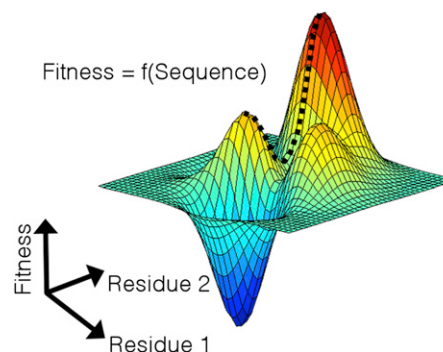 Fitness = f(Sequence)
Fitness
Residue 2
Residue 1